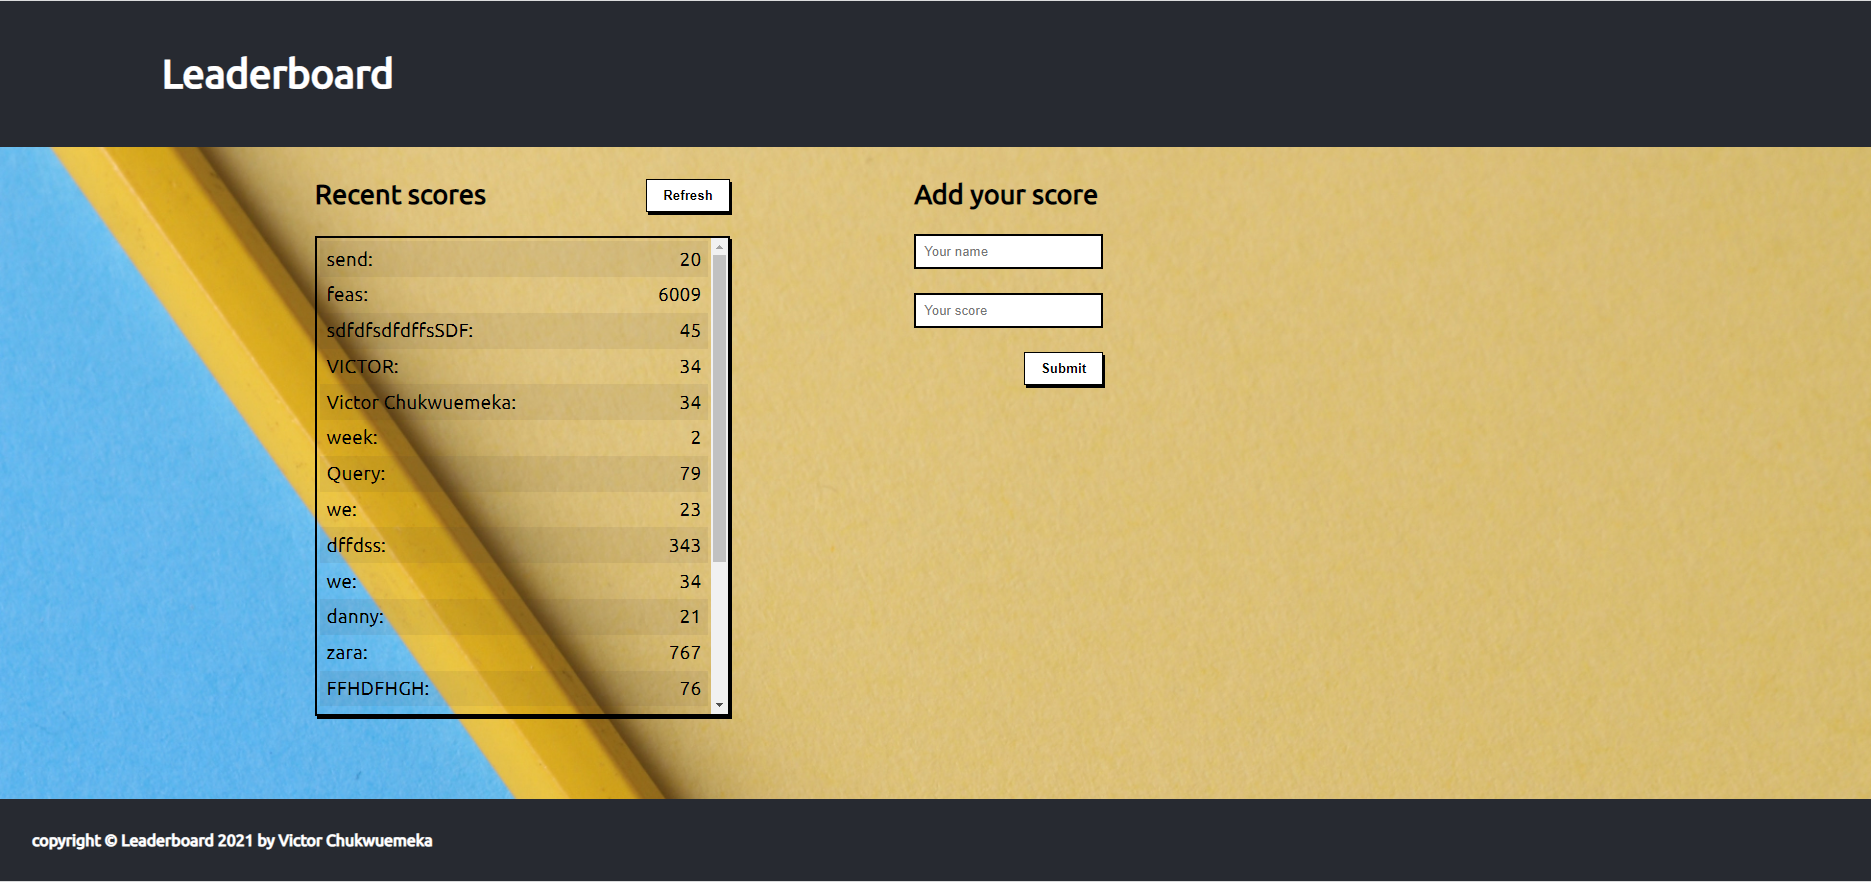 Leaderboard
Recent scores
Refresh
send: 20
feas: 6009
sdfdfsdfdffsSDF: 45
VICTOR: 34
Victor Chukwuemeka: 34
week: 2
Query: 79
we: 23
dffdss: 343
we: 34
danny: 21
zara: 767
FFHDFHGH: 76
Add your score
Your name
Your score
Submit
copyright © Leaderboard 2021 by Victor Chukwuemeka